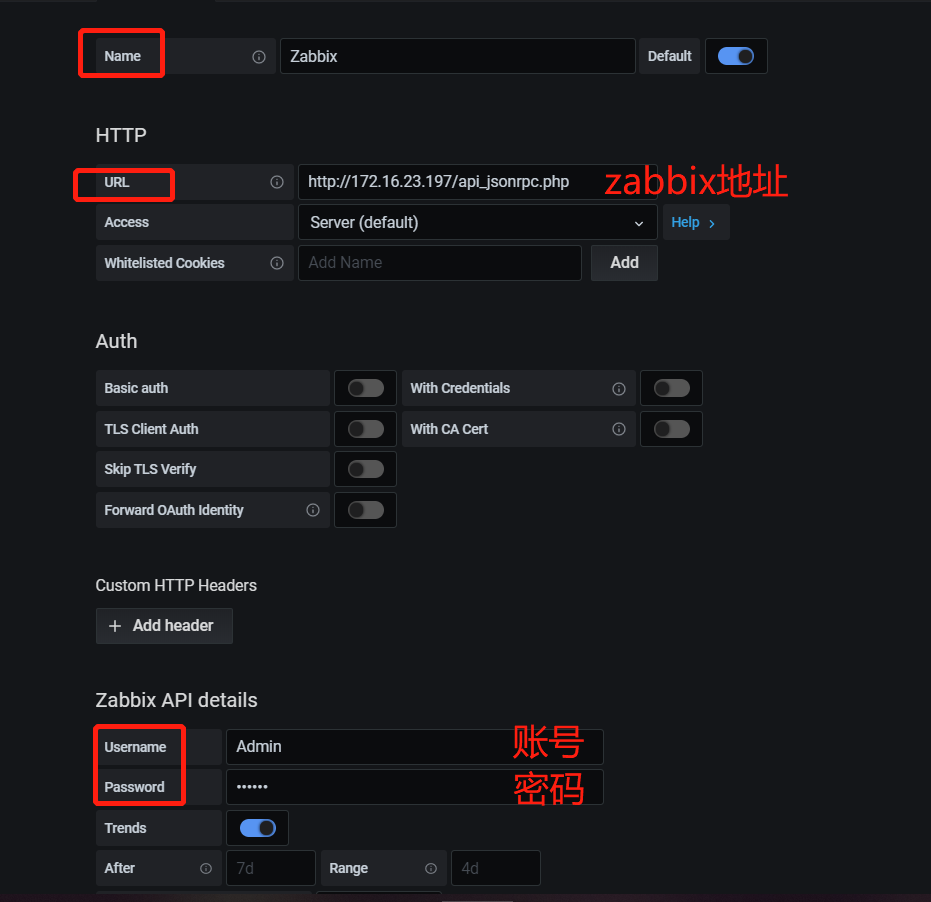 Name Zabbix Default
HTTP
URL http://172.16.23.197/api_jsonrpc.php zabbix地址
Access Server (default) Help
Whitelisted Cookies Add Name Add
Auth
Basic auth With Credentials
TLS Client Auth With CA Cert
Skip TLS Verify
Forward OAuth Identity
Custom HTTP Headers
+ Add header
Zabbix API details
Username Admin 账号
Password •••••• 密码
Trends
After 7d Range 4d